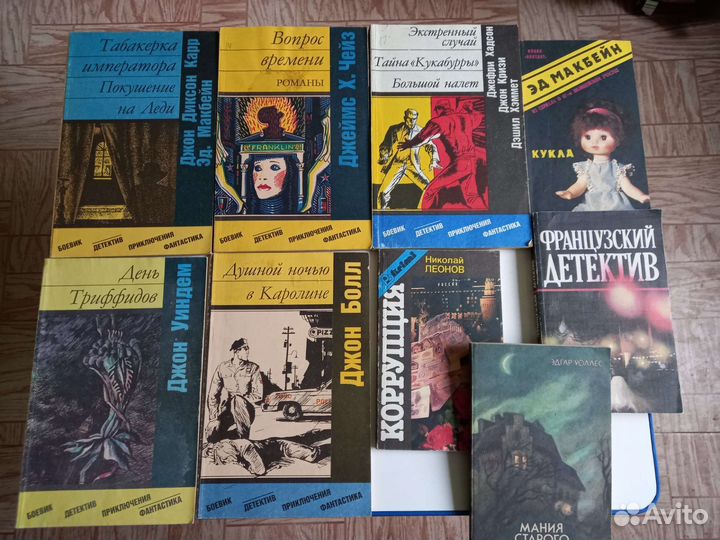 Табакерка
императора
Покушение
на Леди
Джон Диксон Карр
Эд. Макбейн
БОЕВИК ДЕТЕКТИВ ПРИКЛЮЧЕНИЯ ФАНТАСТИКА
Вопрос
времени
РОМАНЫ
Джеймс Х. Чейз
FRANKLIN
БОЕВИК ДЕТЕКТИВ ПРИКЛЮЧЕНИЯ ФАНТАСТИКА
Экстренный
случай
Тайна «Кукабурры»
Большой налет
Джефри Хадсон
Джон Кризи
Дэшил Хэммет
БОЕВИК ДЕТЕКТИВ ПРИКЛЮЧЕНИЯ ФАНТАСТИКА
ЭД МАКБЕЙН
КУКЛА
День
Триффидов
Джон Уиндем
БОЕВИК ДЕТЕКТИВ ПРИКЛЮЧЕНИЯ ФАНТАСТИКА
Душной ночью
в Каролине
Джон Болл
PIZZ
БОЕВИК ДЕТЕКТИВ ПРИКЛЮЧЕНИЯ ФАНТАСТИКА
Николай
ЛЕОНОВ
КОРРУПЦИЯ
ФРАНЦУЗСКИЙ
ДЕТЕКТИВ
ЭДГАР УОЛЛЕС
МАНИЯ
СТАРОГО
Avito